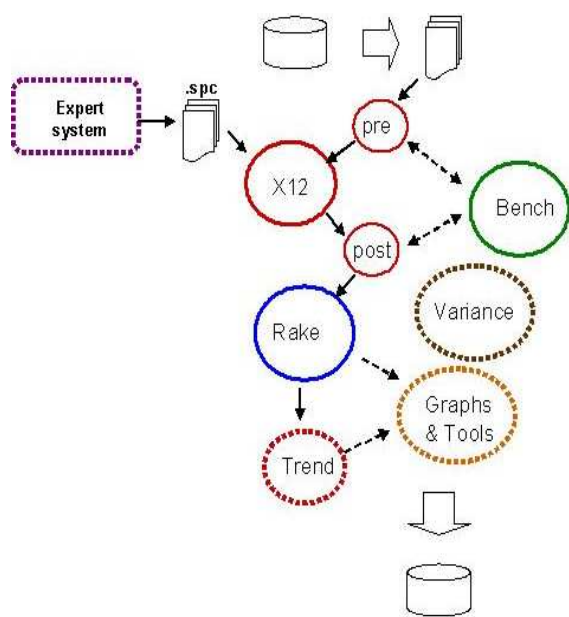 .spc
Expert
system
pre
X12
Bench
post
Variance
Rake
Graphs
& Tools
Trend